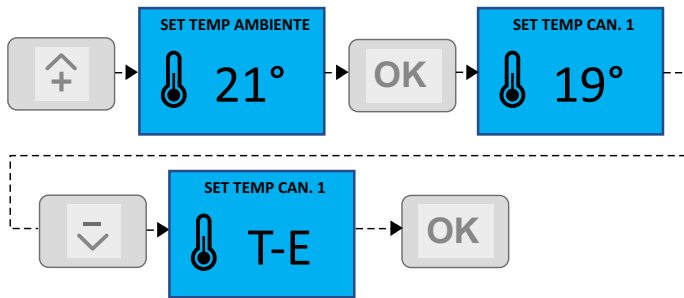 +
SET TEMP AMBIENTE
21°
OK
SET TEMP CAN. 1
19°
−
SET TEMP CAN. 1
T-E
OK